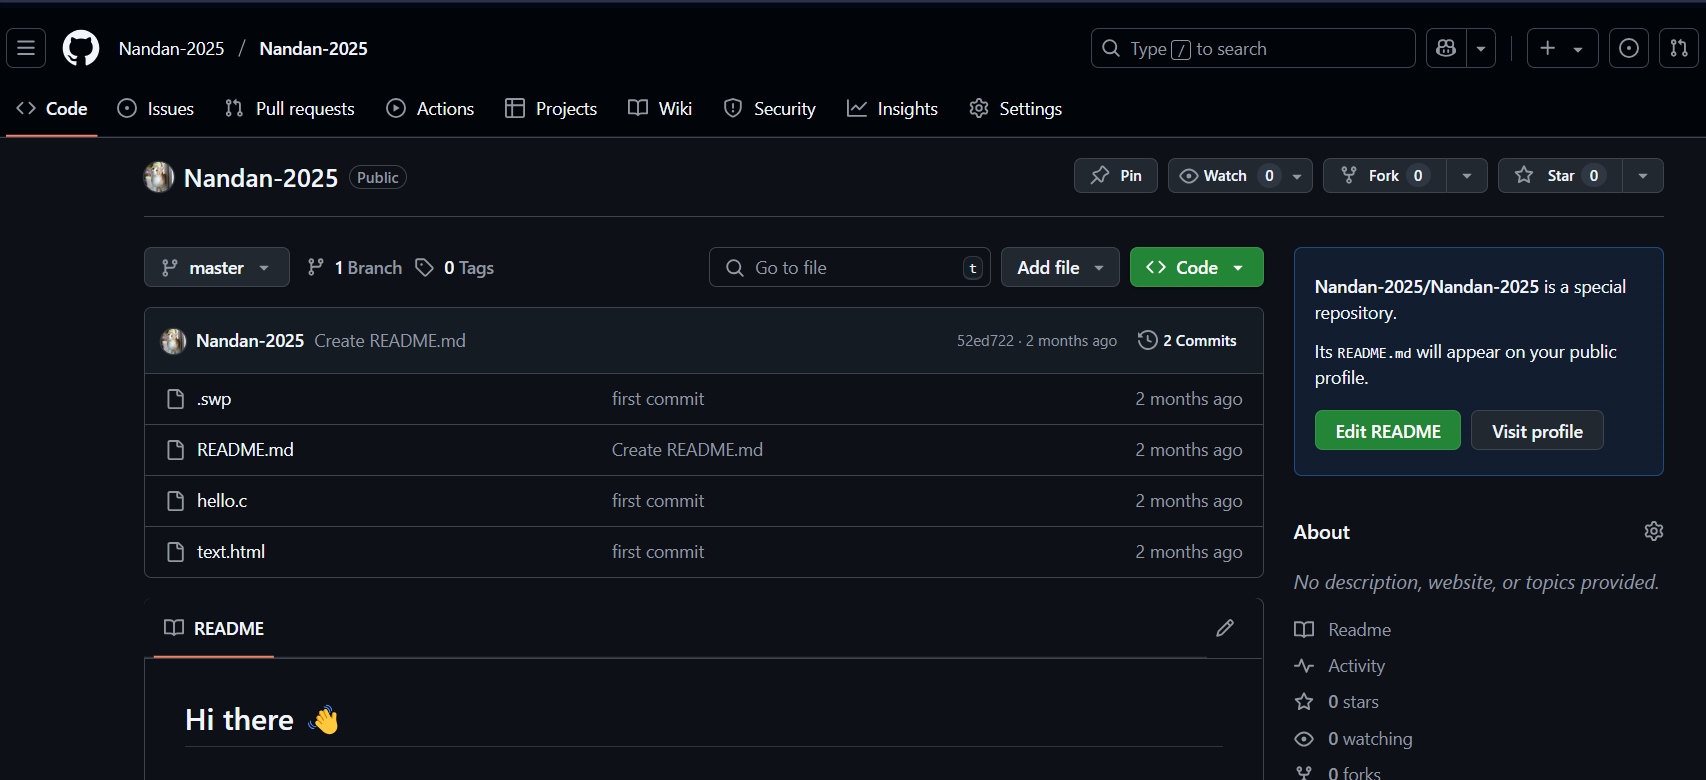 Nandan-2025 / Nandan-2025
Type / to search
Code Issues Pull requests Actions Projects Wiki Security Insights Settings
Nandan-2025 Public
Pin Watch 0 Fork 0 Star 0
master 1 Branch 0 Tags
Go to file t Add file Code
Nandan-2025 Create README.md 52ed722 · 2 months ago 2 Commits
.swp first commit 2 months ago
README.md Create README.md 2 months ago
hello.c first commit 2 months ago
text.html first commit 2 months ago
README
Hi there 👋
Nandan-2025/Nandan-2025 is a special
repository.
Its README.md will appear on your public
profile.
Edit README Visit profile
About
No description, website, or topics provided.
Readme
Activity
0 stars
0 watching
0 forks